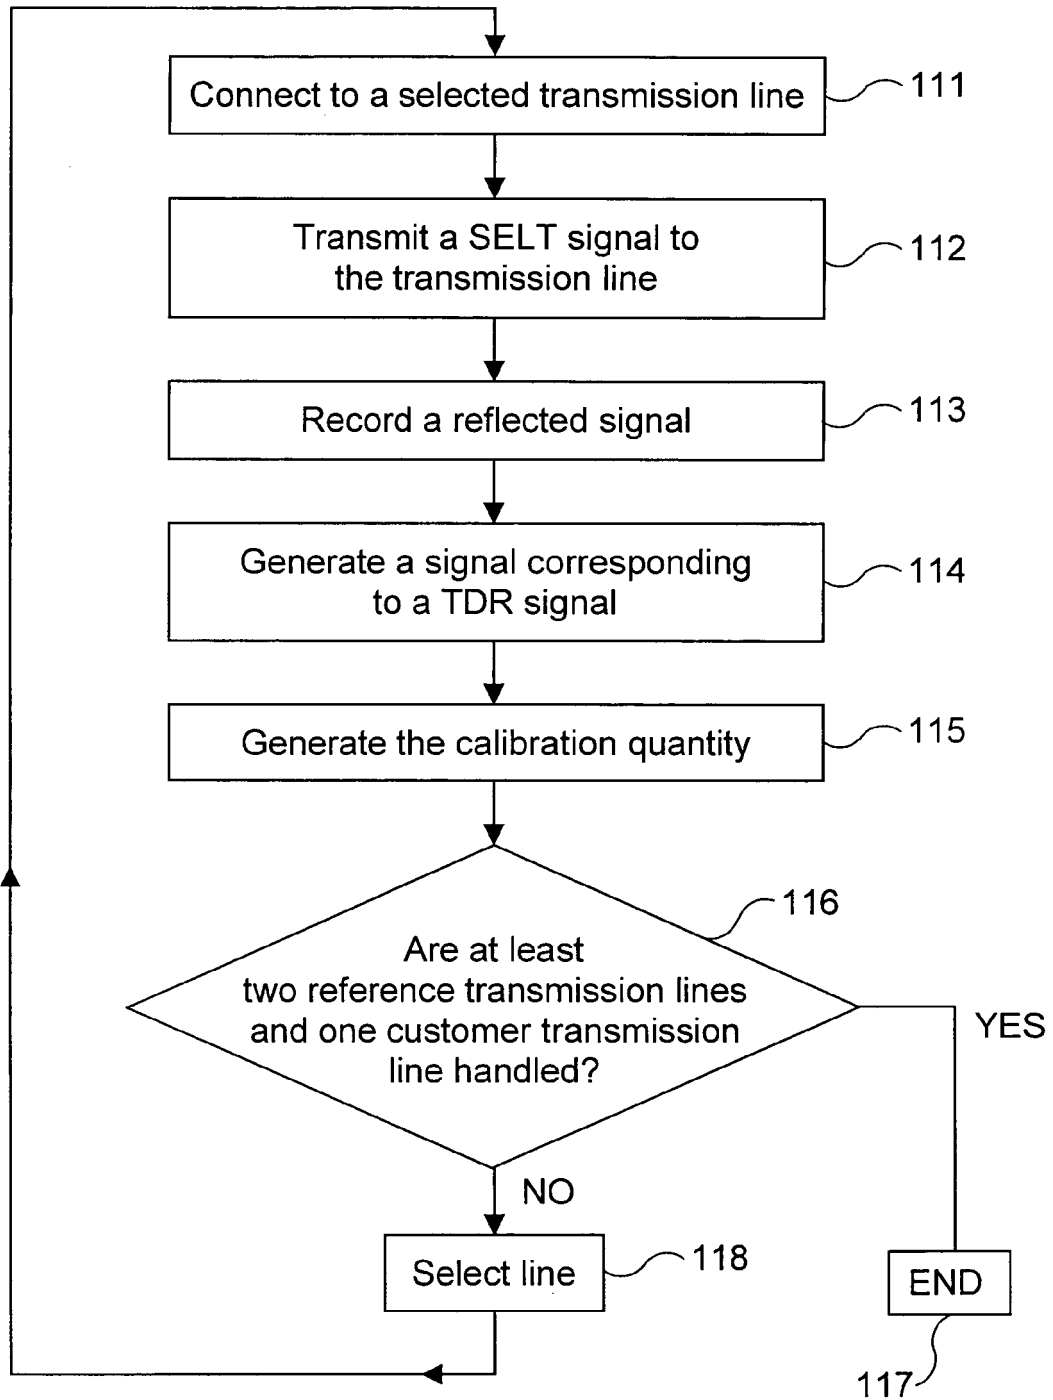 Connect to a selected transmission line
111
Transmit a SELT signal to
the transmission line
112
Record a reflected signal
113
Generate a signal corresponding
to a TDR signal
114
Generate the calibration quantity
115
116
Are at least
two reference transmission lines
and one customer transmission
line handled?
YES
NO
Select line
118
END
117